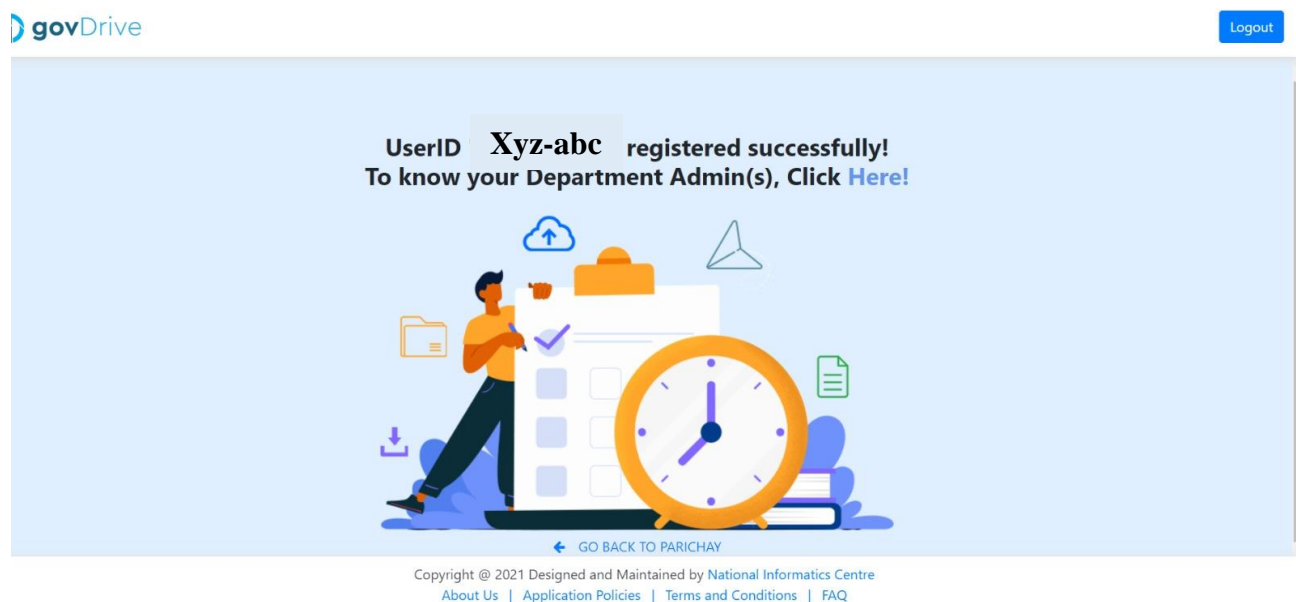 govDrive
Logout
UserID Xyz-abc registered successfully!
To know your Department Admin(s), Click Here!
GO BACK TO PARICHAY
Copyright @ 2021 Designed and Maintained by National Informatics Centre
About Us | Application Policies | Terms and Conditions | FAQ